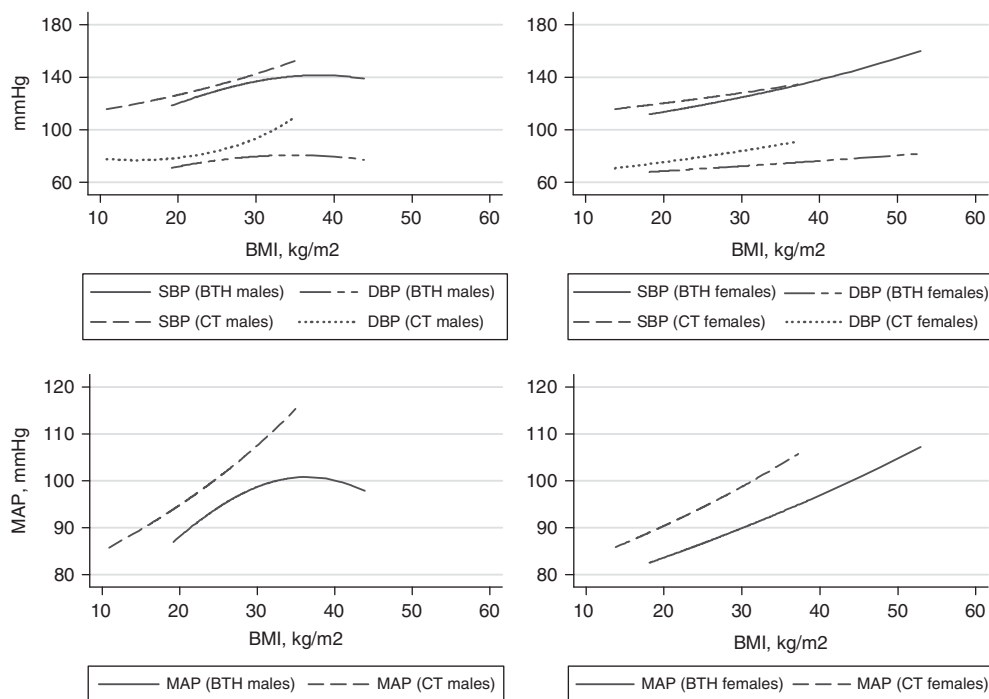 180
140
100
60
mmHg
10 20 30 40 50 60
BMI, kg/m2
SBP (BTH males) DBP (BTH males)
SBP (CT males) DBP (CT males)
180
140
100
60
10 20 30 40 50 60
BMI, kg/m2
SBP (BTH females) DBP (BTH females)
SBP (CT females) DBP (CT females)
120
110
100
90
80
MAP, mmHg
10 20 30 40 50 60
BMI, kg/m2
MAP (BTH males) MAP (CT males)
120
110
100
90
80
10 20 30 40 50 60
BMI, kg/m2
MAP (BTH females) MAP (CT females)